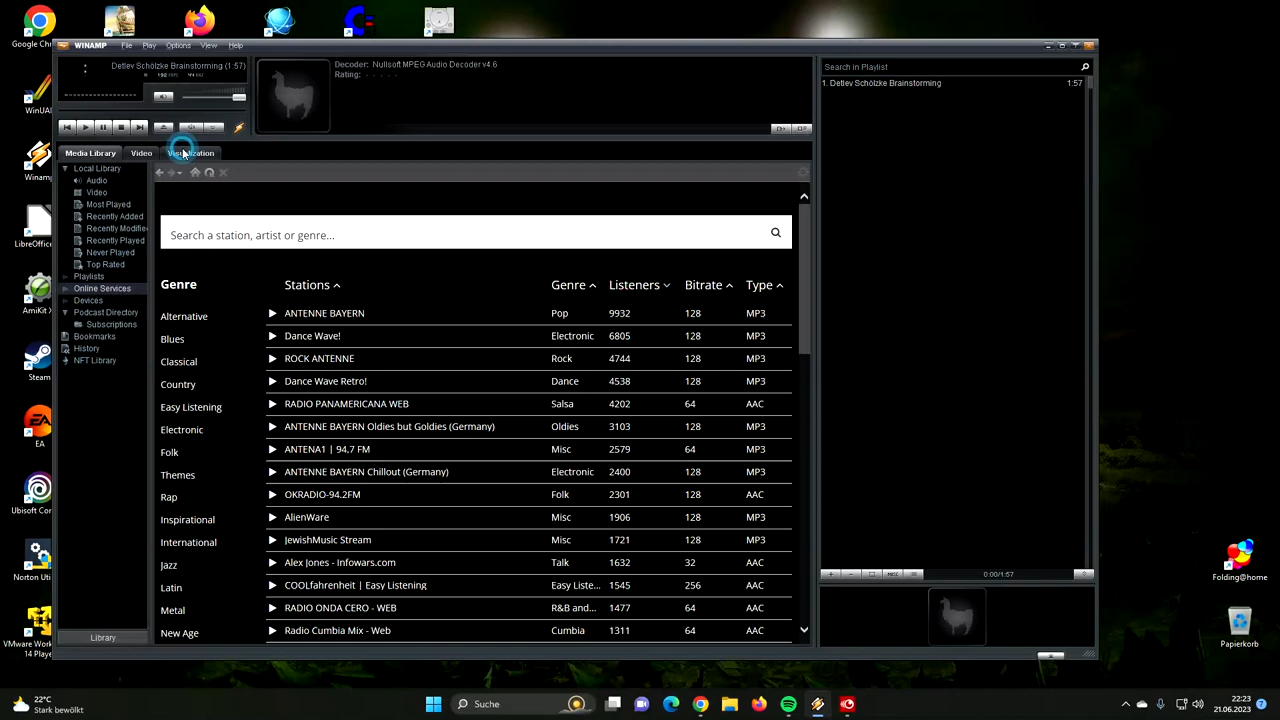 Google Chr
WinUA
Winamp
LibreOffice
AmiKit X
Steam
EA
Ubisoft Con
Norton Uti
VMware Work
14 Playe
Folding@home
Papierkorb
WINAMP File Play Options View Help
Detlev Schölzke Brainstorming (1:57)
192 44
Decoder: Nullsoft MPEG Audio Decoder v4.6
Rating:
Search in Playlist
1. Detlev Schölzke Brainstorming 1:57
Media Library Video Visualization
Local Library
Audio
Video
Most Played
Recently Added
Recently Modifie
Recently Played
Never Played
Top Rated
Playlists
Online Services
Devices
Podcast Directory
Subscriptions
Bookmarks
History
NFT Library
Library
Search a station, artist or genre...
Genre
Alternative
Blues
Classical
Country
Easy Listening
Electronic
Folk
Themes
Rap
Inspirational
International
Jazz
Latin
Metal
New Age
Stations Genre Listeners Bitrate Type
ANTENNE BAYERN Pop 9932 128 MP3
Dance Wave! Electronic 6805 128 MP3
ROCK ANTENNE Rock 4744 128 MP3
Dance Wave Retro! Dance 4538 128 MP3
RADIO PANAMERICANA WEB Salsa 4202 64 AAC
ANTENNE BAYERN Oldies but Goldies (Germany) Oldies 3103 128 MP3
ANTENA1 | 94,7 FM Misc 2579 64 MP3
ANTENNE BAYERN Chillout (Germany) Electronic 2400 128 MP3
OKRADIO-94.2FM Folk 2301 128 AAC
AlienWare Misc 1906 128 MP3
JewishMusic Stream Misc 1721 128 MP3
Alex Jones - Infowars.com Talk 1632 32 AAC
COOLfahrenheit | Easy Listening Easy Liste... 1545 256 AAC
RADIO ONDA CERO - WEB R&B and... 1477 64 AAC
Radio Cumbia Mix - Web Cumbia 1311 64 AAC
MISC 0:00/1:57
22°C
Stark bewölkt
Suche
22:23
21.06.2023